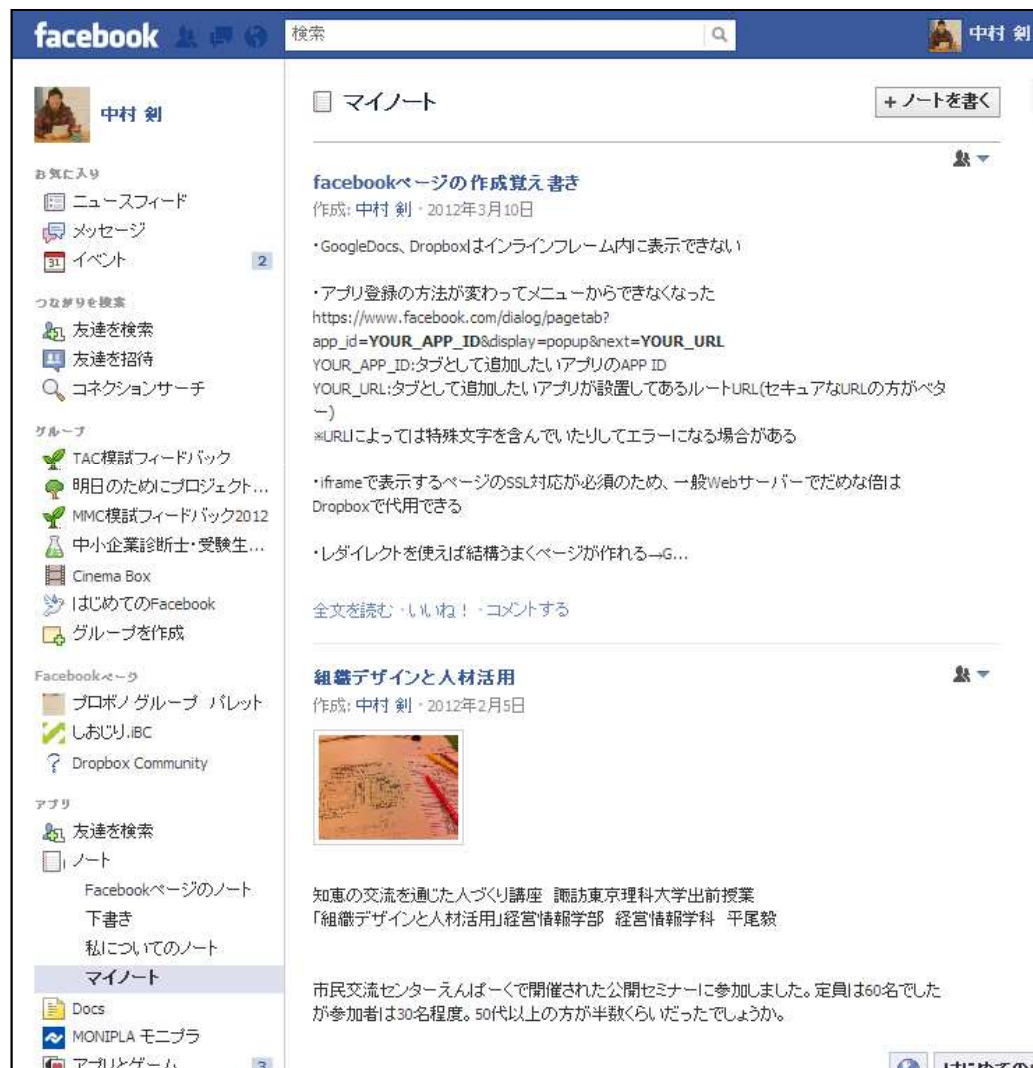 facebook
検索
中村 剣
中村 剣
お気に入り
ニュースフィード
メッセージ
31 イベント 2
つながりを検索
友達を検索
友達を招待
コネクションサーチ
グループ
TAC模試フィードバック
明日のためにプロジェクト...
MMC模試フィードバック2012
中小企業診断士・受験生...
Cinema Box
はじめてのFacebook
グループを作成
Facebookページ
プロボノグループ パレット
しおじり.iBC
Dropbox Community
アプリ
友達を検索
ノート
Facebookページのノート
下書き
私についてのノート
マイノート
Docs
MONIPLA モニプラ
アプリとゲーム 3
マイノート
+ ノートを書く
facebookページの作成覚え書き
作成: 中村 剣・2012年3月10日
・GoogleDocs、Dropboxはインラインフレーム内に表示できない
・アプリ登録の方法が変わってメニューからできなくなった
https://www.facebook.com/dialog/pagetab?
app_id=YOUR_APP_ID&display=popup&next=YOUR_URL
YOUR_APP_ID:タブとして追加したいアプリのAPP ID
YOUR_URL:タブとして追加したいアプリが設置してあるルートURL(セキュアなURLの方がベタ
ー)
※URLによっては特殊文字を含んでいたりしてエラーになる場合がある
・iframeで表示するページのSSL対応が必須のため、一般Webサーバーでだめな倍は
Dropboxで代用できる
・レダイレクトを使えば結構うまくページが作れる→G...
全文を読む・いいね！・コメントする
組織デザインと人材活用
作成: 中村 剣・2012年2月5日
知恵の交流を通じた人づくり講座 諏訪東京理科大学出前授業
「組織デザインと人材活用」経営情報学部 経営情報学科 平尾毅
市民交流センターえんぱーくで開催された公開セミナーに参加しました。定員は60名でした
が参加者は30名程度。50代以上の方が半数くらいだったでしょうか。
はじめての